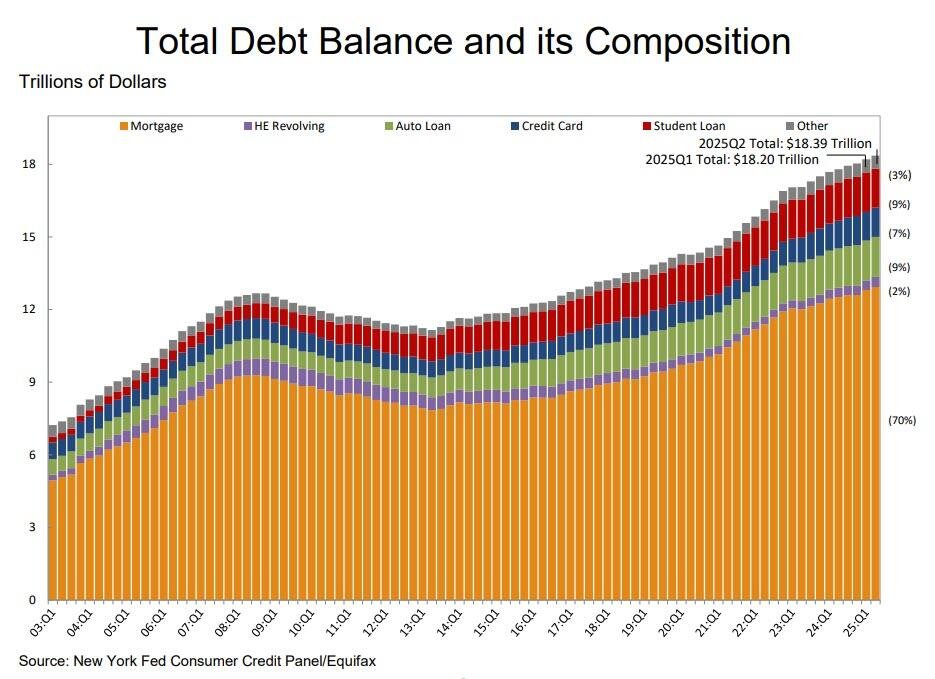 Total Debt Balance and its Composition
Trillions of Dollars
Mortgage HE Revolving Auto Loan Credit Card Student Loan Other
2025Q2 Total: $18.39 Trillion
2025Q1 Total: $18.20 Trillion
18
(3%)
(9%)
15
(7%)
(9%)
(2%)
12
9
(70%)
6
3
0
03:Q1 04:Q1 05:Q1 06:Q1 07:Q1 08:Q1 09:Q1 10:Q1 11:Q1 12:Q1 13:Q1 14:Q1 15:Q1 16:Q1 17:Q1 18:Q1 19:Q1 20:Q1 21:Q1 22:Q1 23:Q1 24:Q1 25:Q1
Source: New York Fed Consumer Credit Panel/Equifax